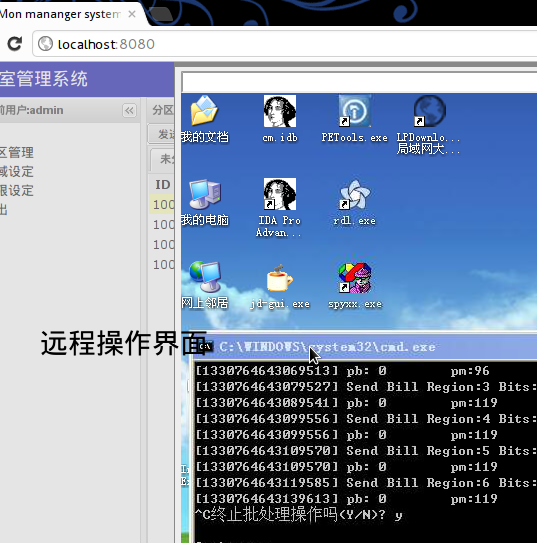 Mon mananger system
localhost:8080
室管理系统
前用户:admin
分区
发送
区管理
域设定
限设定
出
ID
100
100
100
100
我的文档
cm.idb
PETools.exe
LPDownlo...
局域网大...
我的电脑
IDA Pro
Advan...
rdl.exe
网上邻居
jd-gui.exe
spyxx.exe
远程操作界面
C:\WINDOWS\system32\cmd.exe
[1330764643069513] pb: 0 pm:96
[1330764643079527] Send Bill Region:3 Bits:
[1330764643089541] pb: 0 pm:119
[1330764643099556] Send Bill Region:4 Bits:
[1330764643099556] pb: 0 pm:119
[1330764643109570] Send Bill Region:5 Bits:
[1330764643109570] pb: 0 pm:119
[1330764643119585] Send Bill Region:6 Bits:
[1330764643139613] pb: 0 pm:119
^C终止批处理操作吗(Y/N)? y